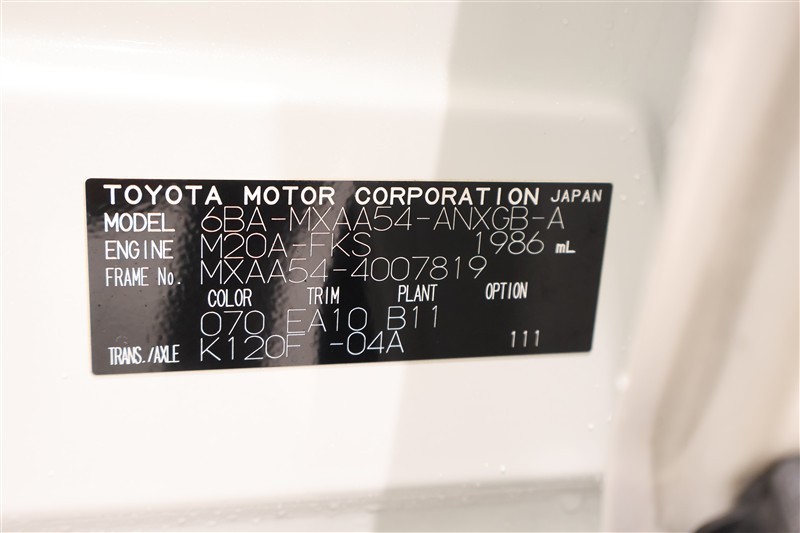 TOYOTA MOTOR CORPORATION JAPAN
MODEL 6BA-MXAA54-ANXGB-A
ENGINE M20A-FKS 1986 mL
FRAME No. MXAA54-4007819
COLOR TRIM PLANT OPTION
070 EA10 B11
TRANS./AXLE K120F -04A 111